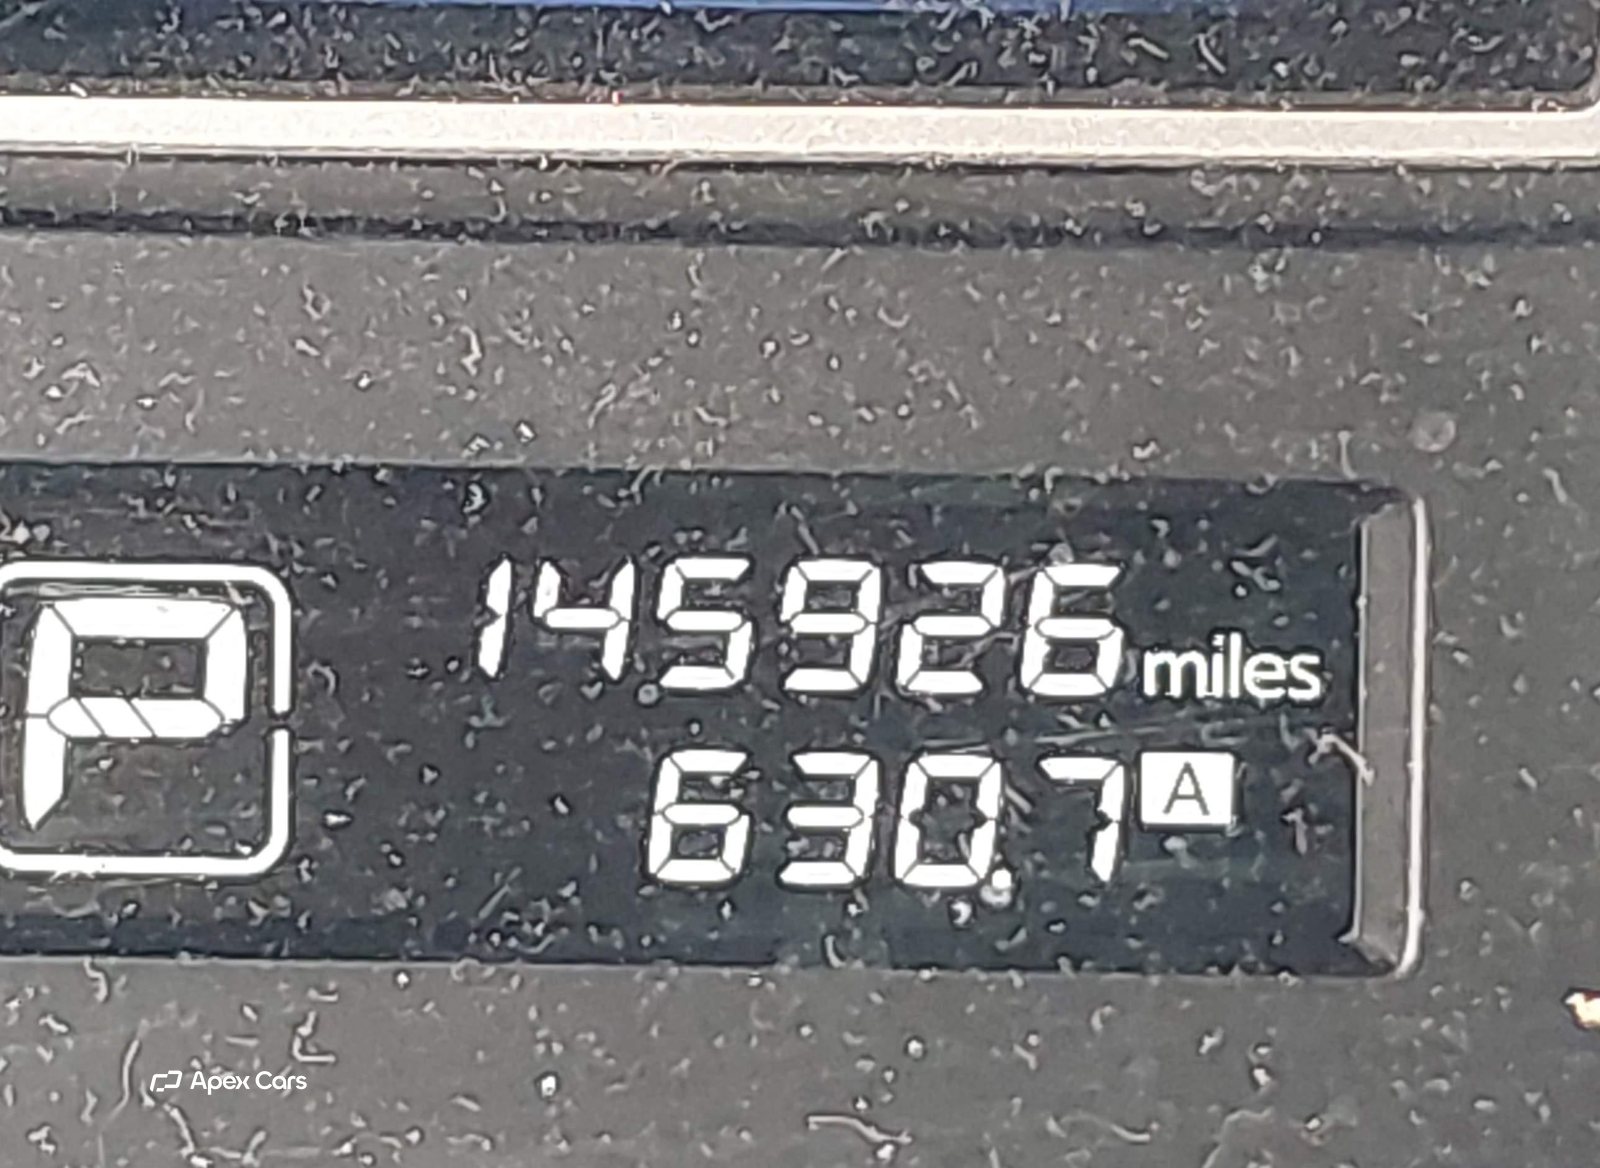 P
145926 miles
630.7 A
Apex Cars